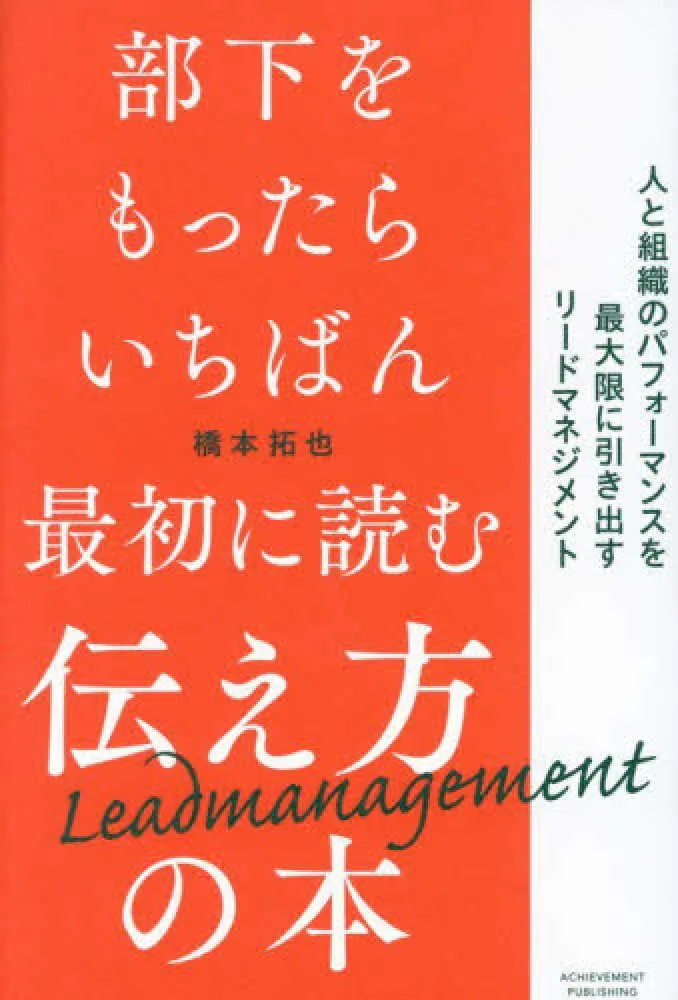 部下を
もったら
いちばん
橋本拓也
最初に読む
伝え方
Leadmanagement
の本
人と組織のパフォーマンスを
最大限に引き出す
リードマネジメント
ACHIEVEMENT
PUBLISHING